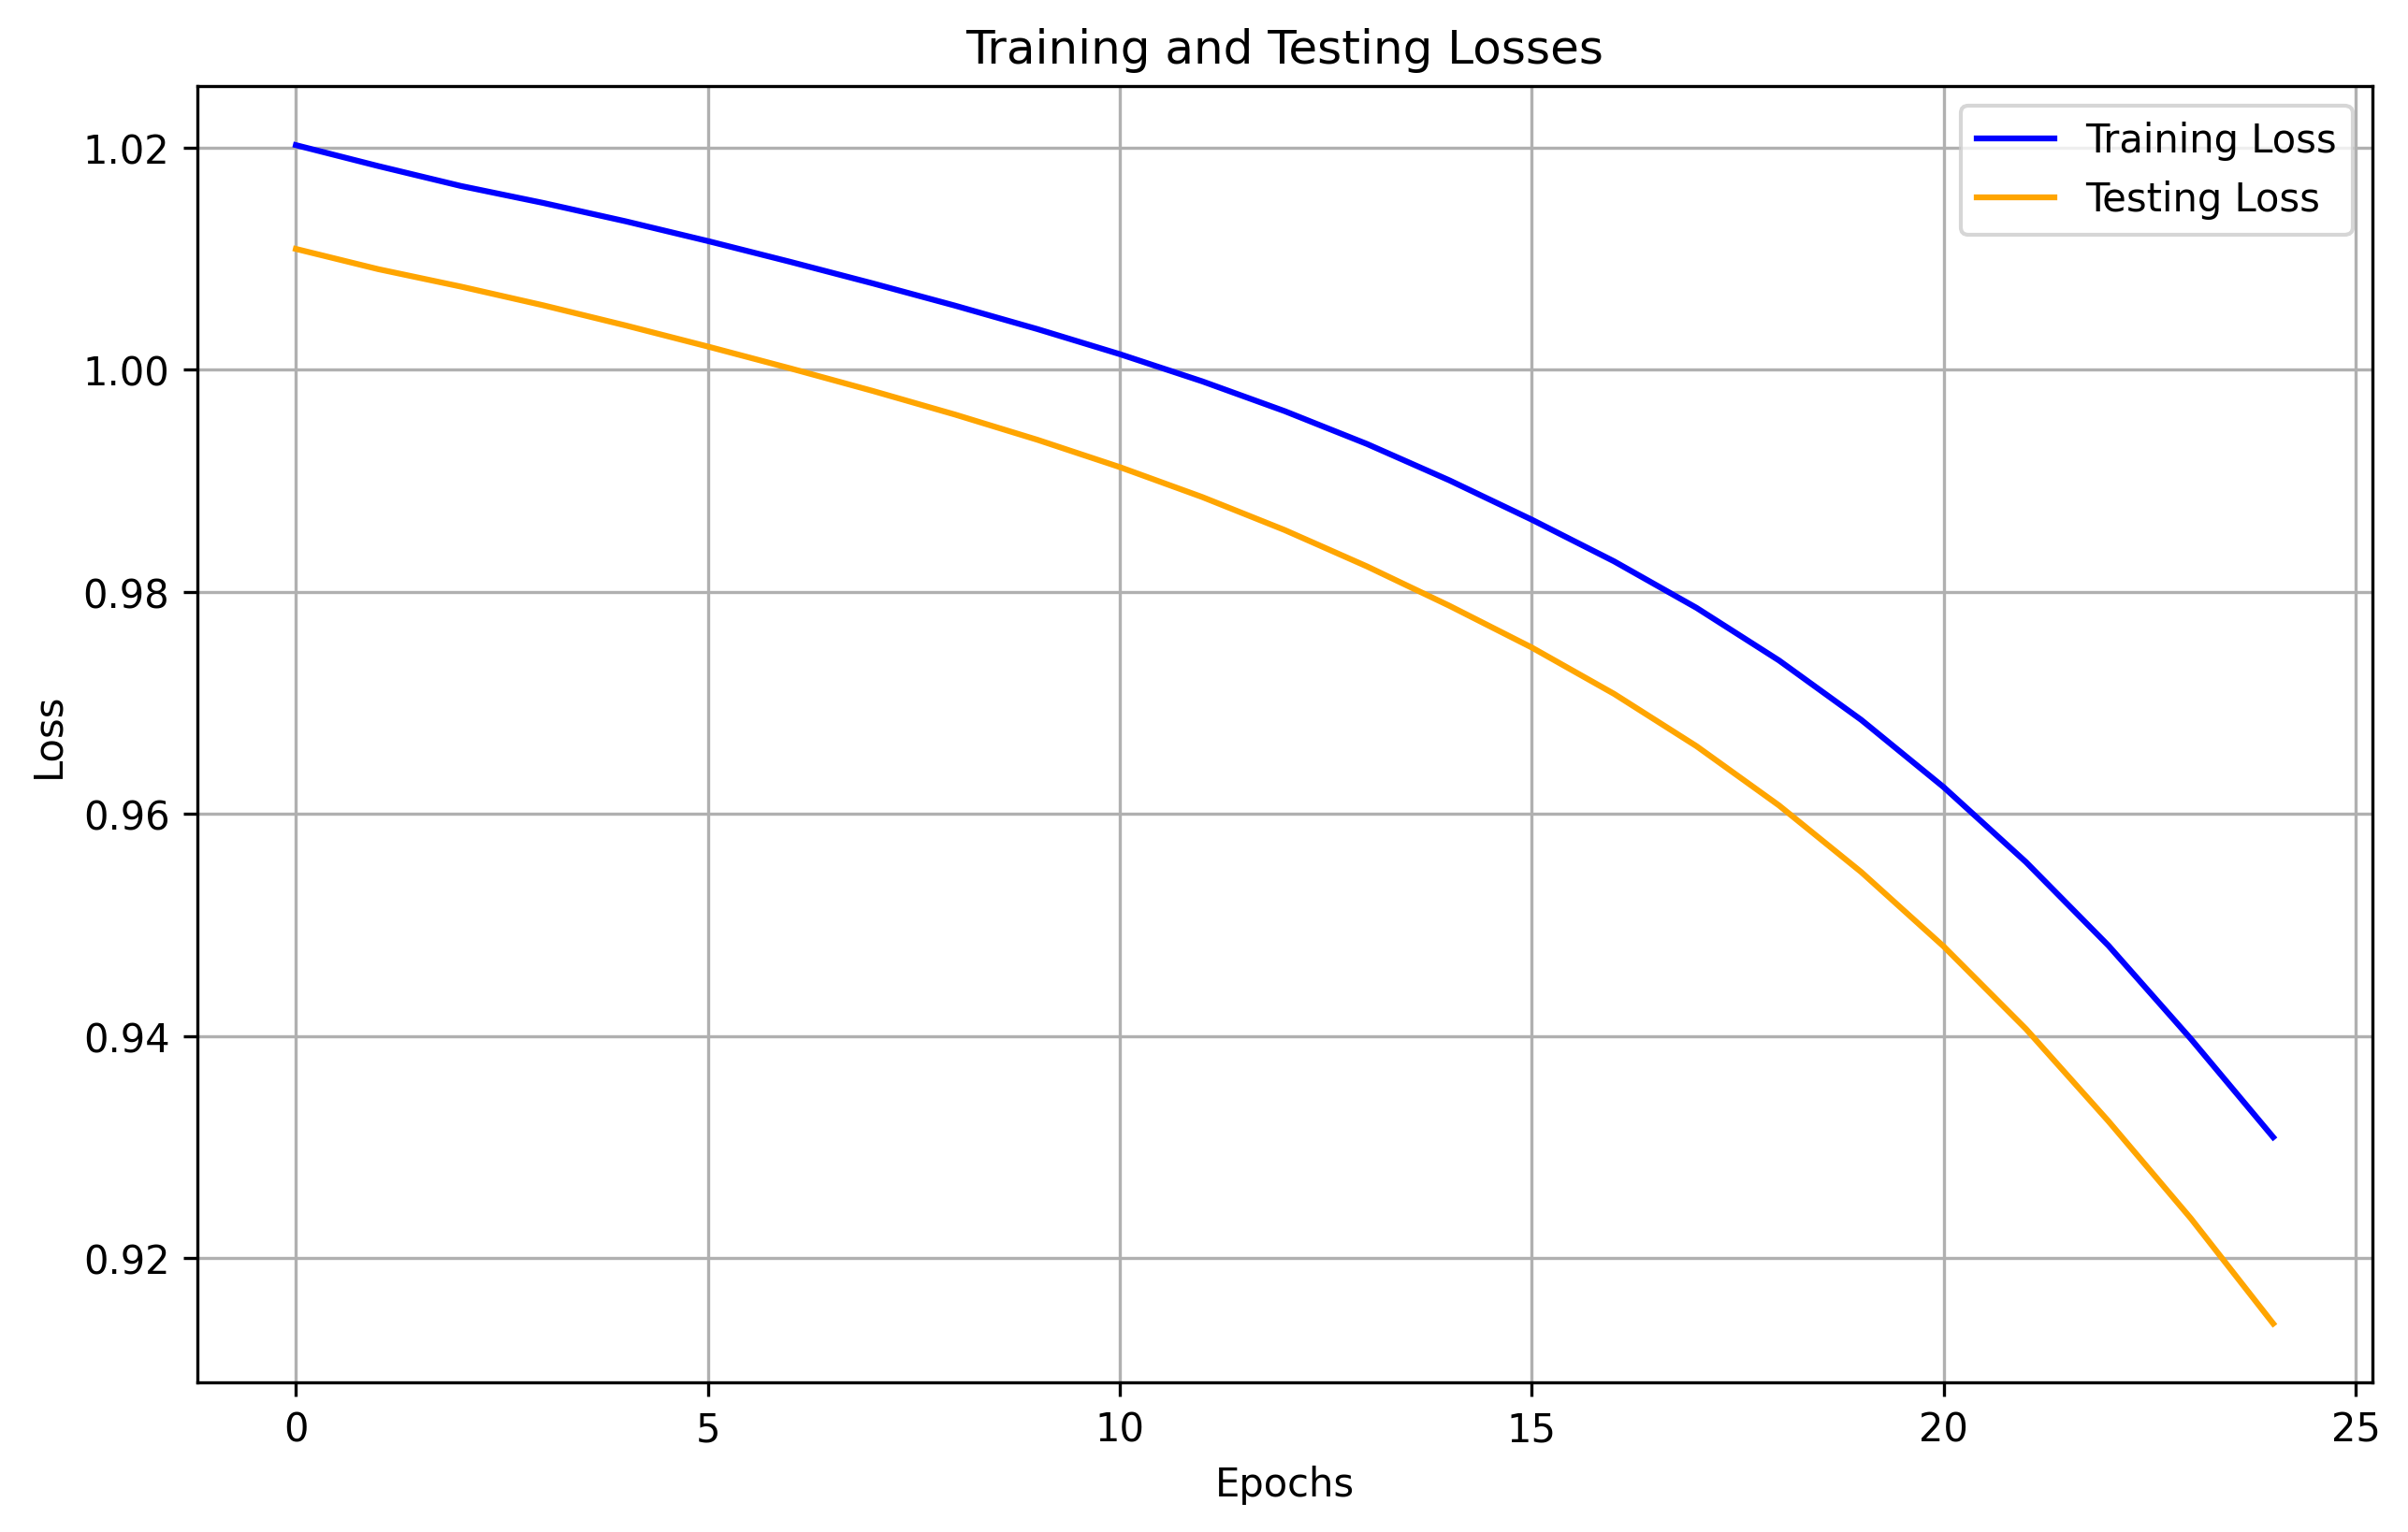 Training and Testing Losses
Training Loss
Testing Loss
1.02
1.00
0.98
0.96
0.94
0.92
Loss
0 5 10 15 20 25
Epochs